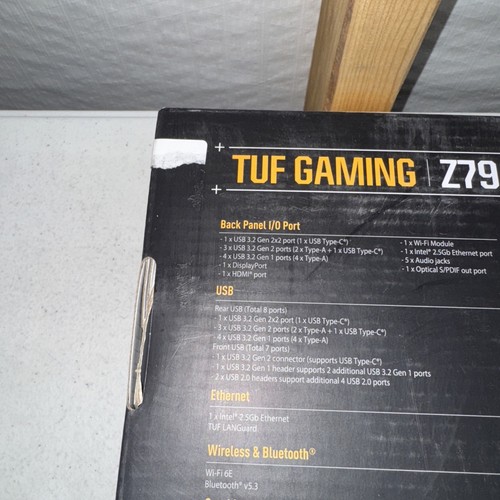 TUF GAMING | Z79
Back Panel I/O Port
- 1 x USB 3.2 Gen 2x2 port (1 x USB Type-C®)
- 3 x USB 3.2 Gen 2 ports (2 x Type-A + 1 x USB Type-C®)
- 4 x USB 3.2 Gen 1 ports (4 x Type-A)
- 1 x DisplayPort
- 1 x HDMI® port
- 1 x Wi-Fi Module
- 1 x Intel® 2.5Gb Ethernet port
- 5 x Audio jacks
- 1 x Optical S/PDIF out port
USB
Rear USB (Total 8 ports)
- 1 x USB 3.2 Gen 2x2 port (1 x USB Type-C®)
- 3 x USB 3.2 Gen 2 ports (2 x Type-A + 1 x USB Type-C®)
- 4 x USB 3.2 Gen 1 ports (4 x Type-A)
Front USB (Total 7 ports)
- 1 x USB 3.2 Gen 2 connector (supports USB Type-C®)
- 1 x USB 3.2 Gen 1 header supports 2 additional USB 3.2 Gen 1 ports
- 2 x USB 2.0 headers support additional 4 USB 2.0 ports
Ethernet
1 x Intel® 2.5Gb Ethernet
TUF LANGuard
Wireless & Bluetooth®
Wi-Fi 6E
Bluetooth® v5.3